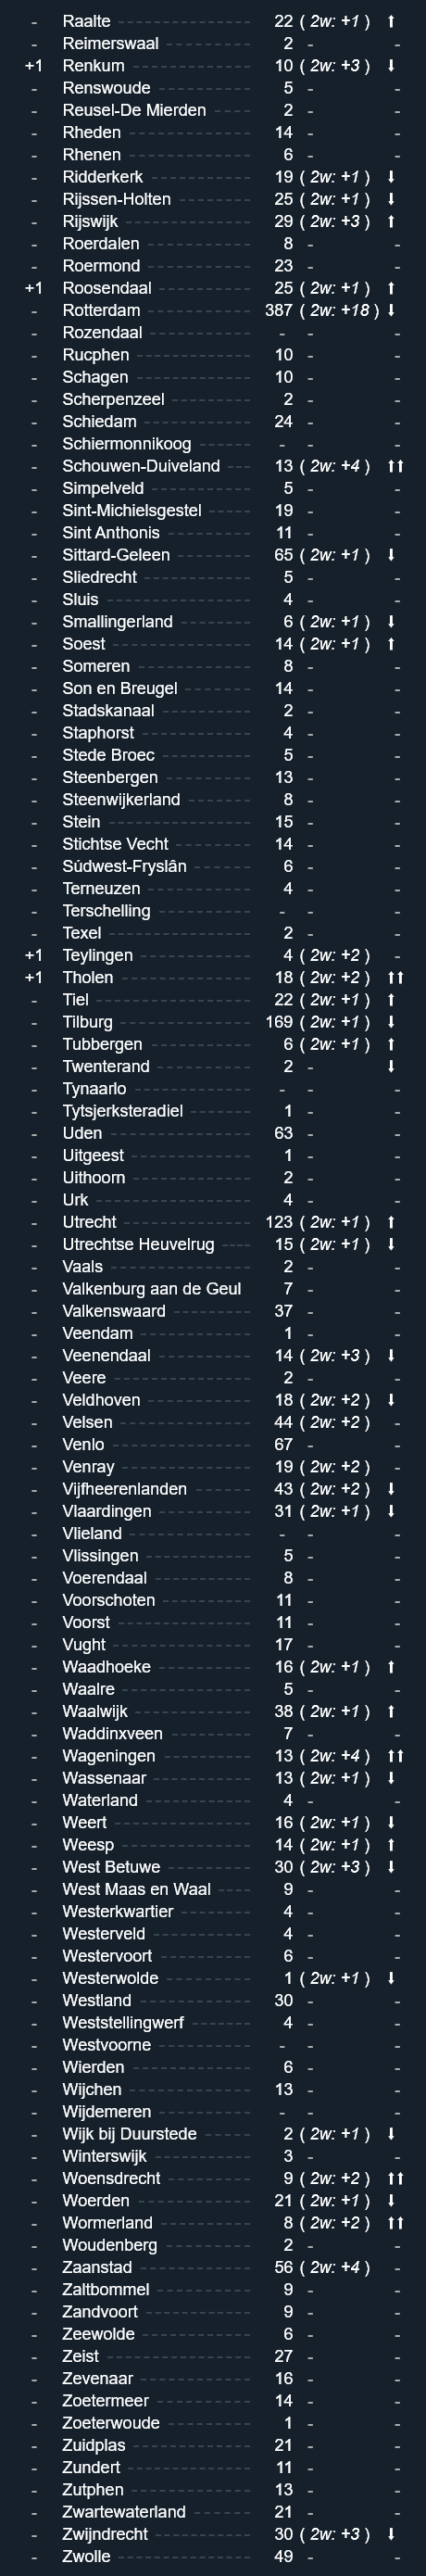 - Raalte 22 ( 2w: +1 ) ↑
- Reimerswaal 2 - -
+1 Renkum 10 ( 2w: +3 ) ↓
- Renswoude 5 - -
- Reusel-De Mierden 2 - -
- Rheden 14 - -
- Rhenen 6 - -
- Ridderkerk 19 ( 2w: +1 ) ↓
- Rijssen-Holten 25 ( 2w: +1 ) ↓
- Rijswijk 29 ( 2w: +3 ) ↑
- Roerdalen 8 - -
- Roermond 23 - -
+1 Roosendaal 25 ( 2w: +1 ) ↑
- Rotterdam 387 ( 2w: +18 ) ↓
- Rozendaal - - -
- Rucphen 10 - -
- Schagen 10 - -
- Scherpenzeel 2 - -
- Schiedam 24 - -
- Schiermonnikoog - - -
- Schouwen-Duiveland 13 ( 2w: +4 ) ↑↑
- Simpelveld 5 - -
- Sint-Michielsgestel 19 - -
- Sint Anthonis 11 - -
- Sittard-Geleen 65 ( 2w: +1 ) ↓
- Sliedrecht 5 - -
- Sluis 4 - -
- Smallingerland 6 ( 2w: +1 ) ↓
- Soest 14 ( 2w: +1 ) ↑
- Someren 8 - -
- Son en Breugel 14 - -
- Stadskanaal 2 - -
- Staphorst 4 - -
- Stede Broec 5 - -
- Steenbergen 13 - -
- Steenwijkerland 8 - -
- Stein 15 - -
- Stichtse Vecht 14 - -
- Súdwest-Fryslân 6 - -
- Terneuzen 4 - -
- Terschelling - - -
- Texel 2 - -
+1 Teylingen 4 ( 2w: +2 ) -
+1 Tholen 18 ( 2w: +2 ) ↑↑
- Tiel 22 ( 2w: +1 ) ↑
- Tilburg 169 ( 2w: +1 ) ↓
- Tubbergen 6 ( 2w: +1 ) ↑
- Twenterand 2 - ↓
- Tynaarlo - - -
- Tytsjerksteradiel 1 - -
- Uden 63 - -
- Uitgeest 1 - -
- Uithoorn 2 - -
- Urk 4 - -
- Utrecht 123 ( 2w: +1 ) ↑
- Utrechtse Heuvelrug 15 ( 2w: +1 ) ↓
- Vaals 2 - -
- Valkenburg aan de Geul 7 - -
- Valkenswaard 37 - -
- Veendam 1 - -
- Veenendaal 14 ( 2w: +3 ) ↓
- Veere 2 - -
- Veldhoven 18 ( 2w: +2 ) ↓
- Velsen 44 ( 2w: +2 ) -
- Venlo 67 - -
- Venray 19 ( 2w: +2 ) -
- Vijfheerenlanden 43 ( 2w: +2 ) ↓
- Vlaardingen 31 ( 2w: +1 ) ↓
- Vlieland - - -
- Vlissingen 5 - -
- Voerendaal 8 - -
- Voorschoten 11 - -
- Voorst 11 - -
- Vught 17 - -
- Waadhoeke 16 ( 2w: +1 ) ↑
- Waalre 5 - -
- Waalwijk 38 ( 2w: +1 ) ↑
- Waddinxveen 7 - -
- Wageningen 13 ( 2w: +4 ) ↑↑
- Wassenaar 13 ( 2w: +1 ) ↓
- Waterland 4 - -
- Weert 16 ( 2w: +1 ) ↓
- Weesp 14 ( 2w: +1 ) ↑
- West Betuwe 30 ( 2w: +3 ) ↓
- West Maas en Waal 9 - -
- Westerkwartier 4 - -
- Westerveld 4 - -
- Westervoort 6 - -
- Westerwolde 1 ( 2w: +1 ) ↓
- Westland 30 - -
- Weststellingwerf 4 - -
- Westvoorne - - -
- Wierden 6 - -
- Wijchen 13 - -
- Wijdemeren - - -
- Wijk bij Duurstede 2 ( 2w: +1 ) ↓
- Winterswijk 3 - -
- Woensdrecht 9 ( 2w: +2 ) ↑↑
- Woerden 21 ( 2w: +1 ) ↓
- Wormerland 8 ( 2w: +2 ) ↑↑
- Woudenberg 2 - -
- Zaanstad 56 ( 2w: +4 ) -
- Zaltbommel 9 - -
- Zandvoort 9 - -
- Zeewolde 6 - -
- Zeist 27 - -
- Zevenaar 16 - -
- Zoetermeer 14 - -
- Zoeterwoude 1 - -
- Zuidplas 21 - -
- Zundert 11 - -
- Zutphen 13 - -
- Zwartewaterland 21 - -
- Zwijndrecht 30 ( 2w: +3 ) ↓
- Zwolle 49 - -